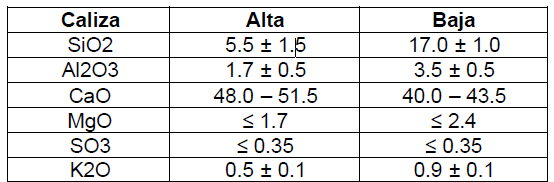 Caliza Alta Baja
SiO2 5.5 ± 1.5 17.0 ± 1.0
Al2O3 1.7 ± 0.5 3.5 ± 0.5
CaO 48.0 – 51.5 40.0 – 43.5
MgO ≤ 1.7 ≤ 2.4
SO3 ≤ 0.35 ≤ 0.35
K2O 0.5 ± 0.1 0.9 ± 0.1